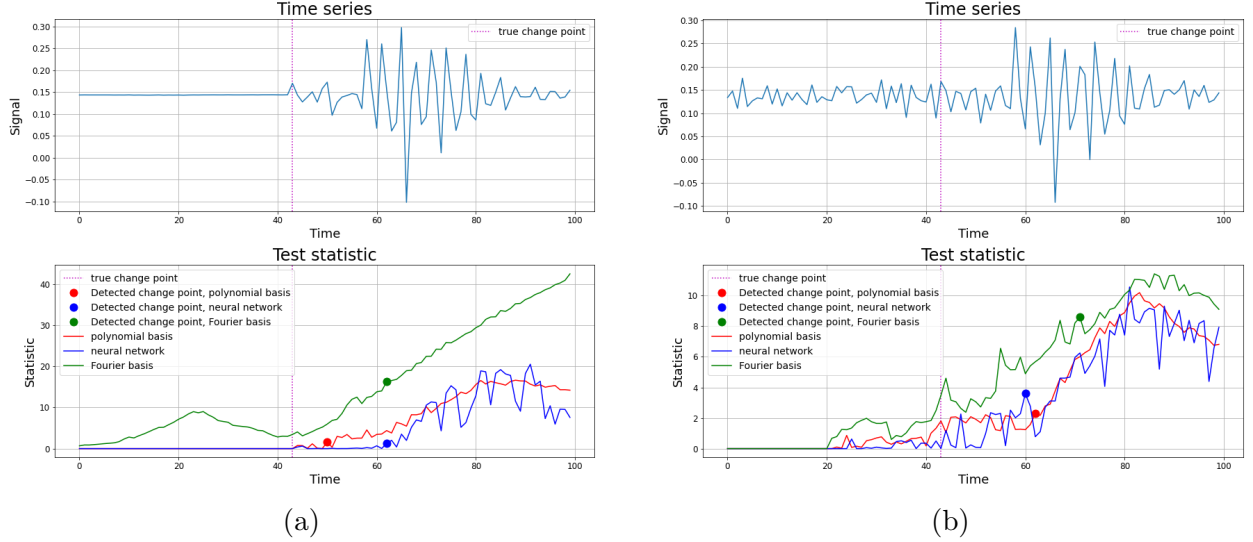 Time series
true change point
Signal
0.30
0.25
0.20
0.15
0.10
0.05
0.00
−0.05
−0.10
0
20
40
60
80
100
Time
Test statistic
true change point
Detected change point, polynomial basis
Detected change point, neural network
Detected change point, Fourier basis
polynomial basis
neural network
Fourier basis
Statistic
40
30
20
10
0
0
20
40
60
80
100
Time
(a)
Time series
true change point
Signal
0.30
0.25
0.20
0.15
0.10
0.05
0.00
−0.05
−0.10
0
20
40
60
80
100
Time
Test statistic
true change point
Detected change point, polynomial basis
Detected change point, neural network
Detected change point, Fourier basis
polynomial basis
neural network
Fourier basis
Statistic
10
8
6
4
2
0
0
20
40
60
80
100
Time
(b)